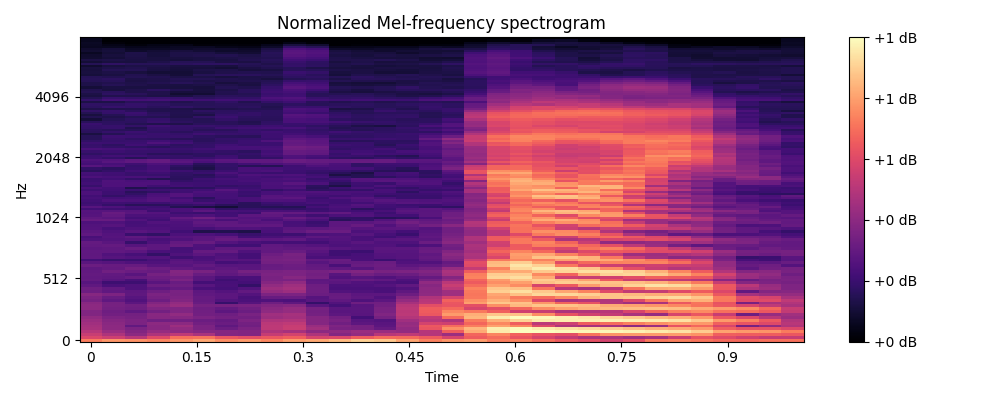 Normalized Mel-frequency spectrogram
Hz
4096
2048
1024
512
0
0 0.15 0.3 0.45 0.6 0.75 0.9
Time
+1 dB
+1 dB
+1 dB
+0 dB
+0 dB
+0 dB